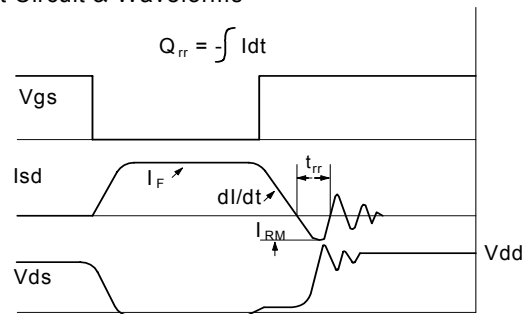 t Circuit & Waveforms
Qrr = -∫ Idt
Vgs
Isd
IF
dI/dt
trr
IRM
Vds
Vdd